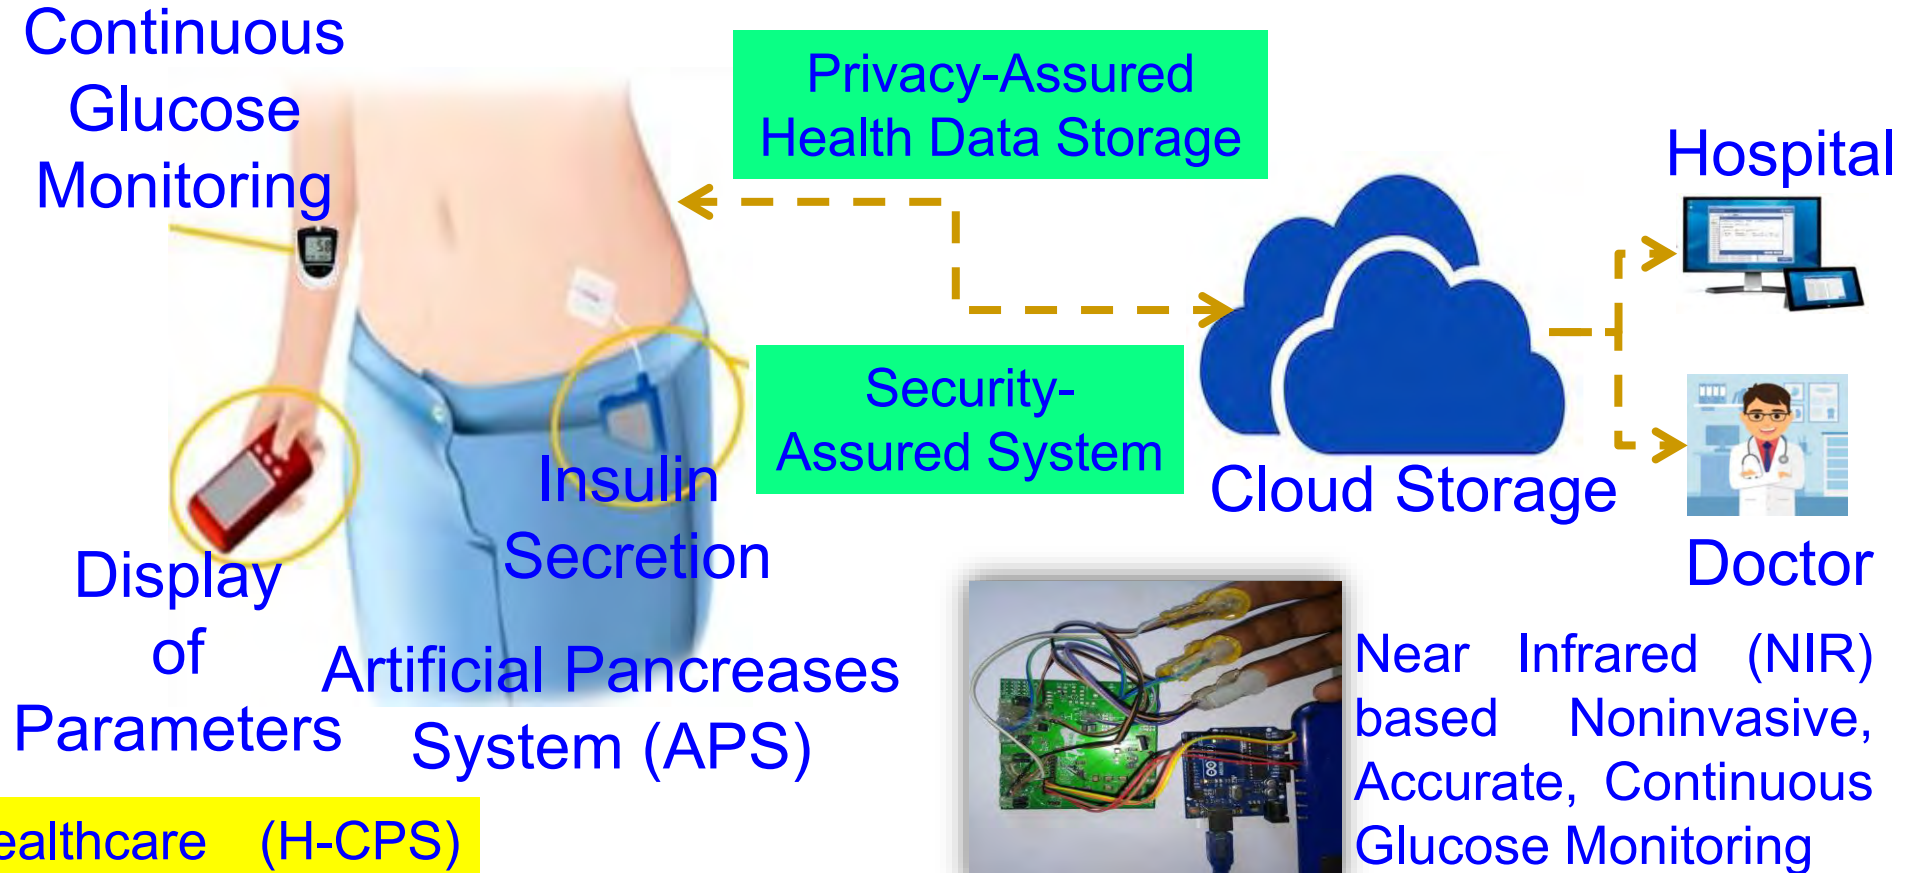 Continuous
Glucose
Monitoring
Privacy-Assured
Health Data Storage
Hospital
58
Security-
Assured System
Insulin
Secretion
Cloud Storage
Doctor
Display
of
Parameters
Artificial Pancreases
System (APS)
Near Infrared (NIR)
based Noninvasive,
Accurate, Continuous
Glucose Monitoring
ealthcare (H-CPS)